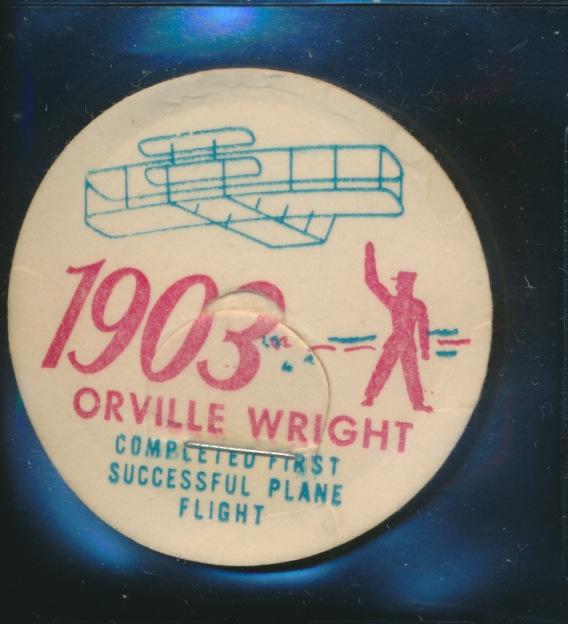 1903
ORVILLE WRIGHT
COMPLETED FIRST
SUCCESSFUL PLANE
FLIGHT